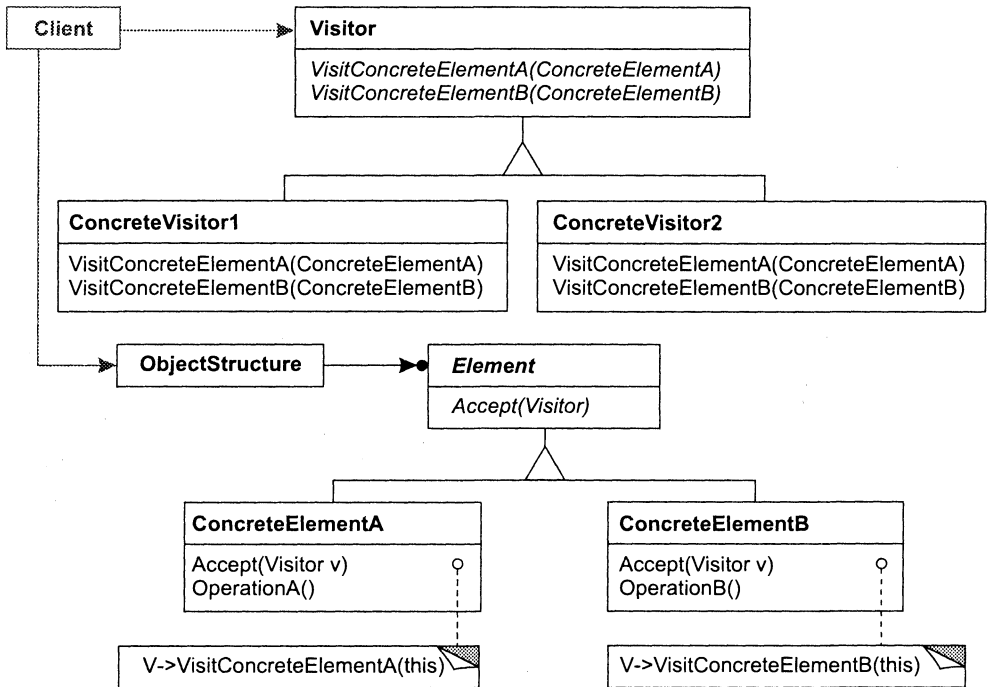 Client
Visitor
VisitConcreteElementA(ConcreteElementA)
VisitConcreteElementB(ConcreteElementB)
ConcreteVisitor1
VisitConcreteElementA(ConcreteElementA)
VisitConcreteElementB(ConcreteElementB)
ConcreteVisitor2
VisitConcreteElementA(ConcreteElementA)
VisitConcreteElementB(ConcreteElementB)
ObjectStructure
Element
Accept(Visitor)
ConcreteElementA
Accept(Visitor v)
OperationA()
ConcreteElementB
Accept(Visitor v)
OperationB()
V->VisitConcreteElementA(this)
V->VisitConcreteElementB(this)